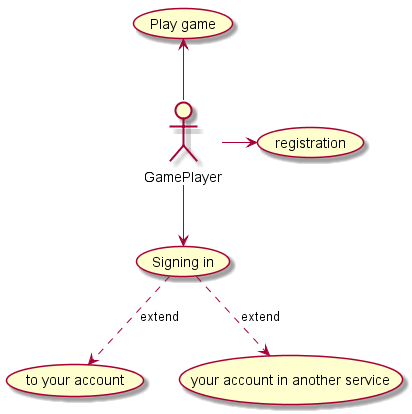 Play game
registration
GamePlayer
Signing in
extend
extend
to your account
your account in another service